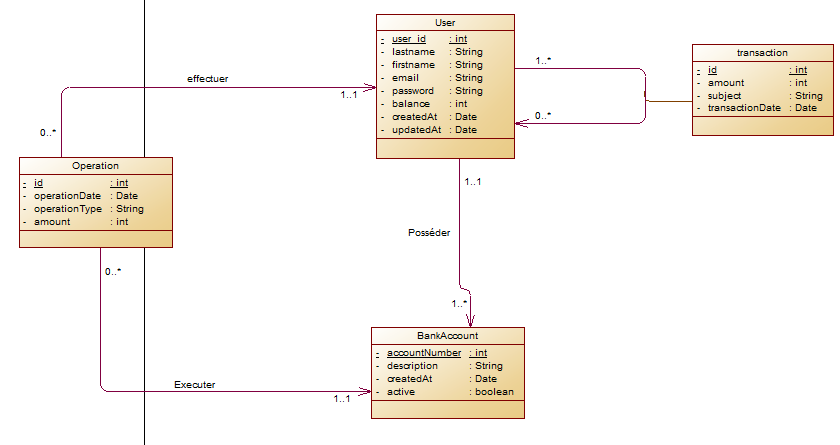 User
- user_id : int
- lastname : String
- firstname : String
- email : String
- password : String
- balance : int
- createdAt : Date
- updatedAt : Date
transaction
- id : int
- amount : int
- subject : String
- transactionDate : Date
1..*
0..*
effectuer
1..1
0..*
Operation
- id : int
- operationDate : Date
- operationType : String
- amount : int
1..1
Posséder
1..*
0..*
Executer
1..1
BankAccount
- accountNumber : int
- description : String
- createdAt : Date
- active : boolean